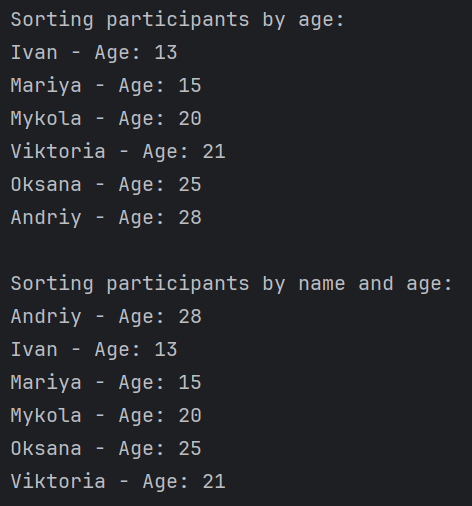 Sorting participants by age:
Ivan - Age: 13
Mariya - Age: 15
Mykola - Age: 20
Viktoria - Age: 21
Oksana - Age: 25
Andriy - Age: 28

Sorting participants by name and age:
Andriy - Age: 28
Ivan - Age: 13
Mariya - Age: 15
Mykola - Age: 20
Oksana - Age: 25
Viktoria - Age: 21